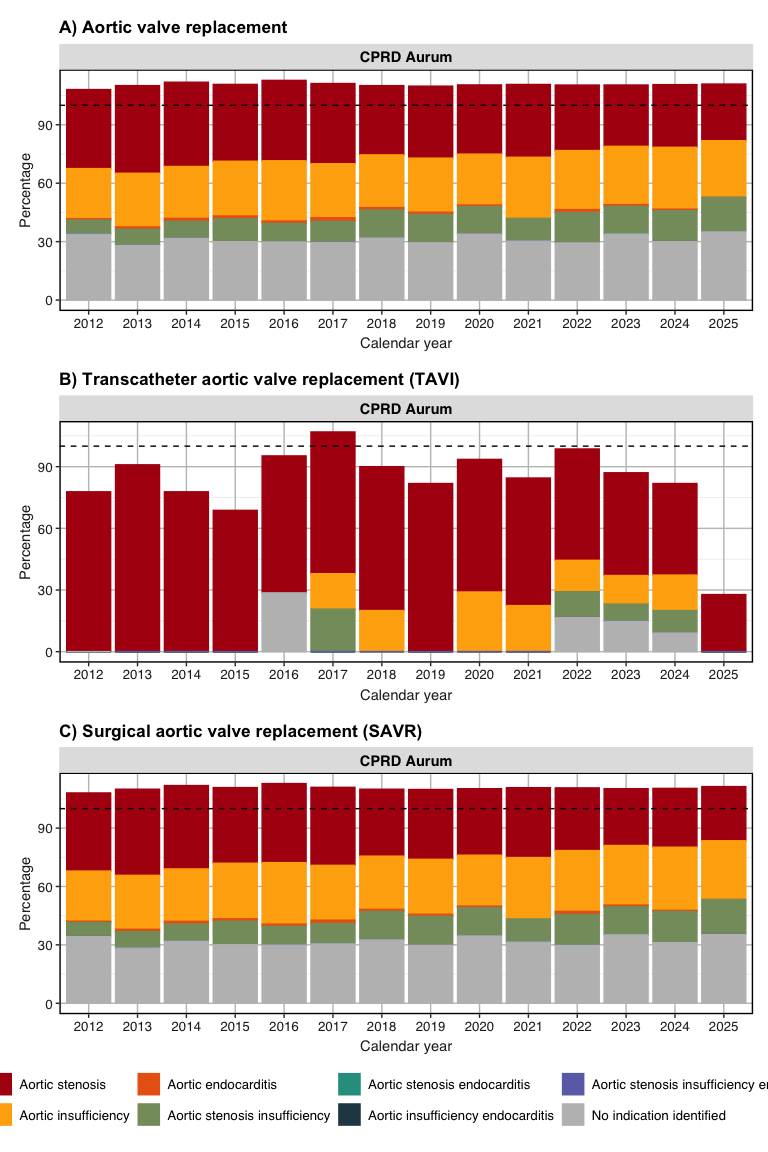 A) Aortic valve replacement
CPRD Aurum
90
60
30
0
Percentage
2012 2013 2014 2015 2016 2017 2018 2019 2020 2021 2022 2023 2024 2025
Calendar year
B) Transcatheter aortic valve replacement (TAVI)
CPRD Aurum
90
60
30
0
Percentage
2012 2013 2014 2015 2016 2017 2018 2019 2020 2021 2022 2023 2024 2025
Calendar year
C) Surgical aortic valve replacement (SAVR)
CPRD Aurum
90
60
30
0
Percentage
2012 2013 2014 2015 2016 2017 2018 2019 2020 2021 2022 2023 2024 2025
Calendar year
Aortic stenosis Aortic endocarditis Aortic stenosis endocarditis Aortic stenosis insufficiency
Aortic insufficiency Aortic stenosis insufficiency Aortic insufficiency endocarditis No indication identified